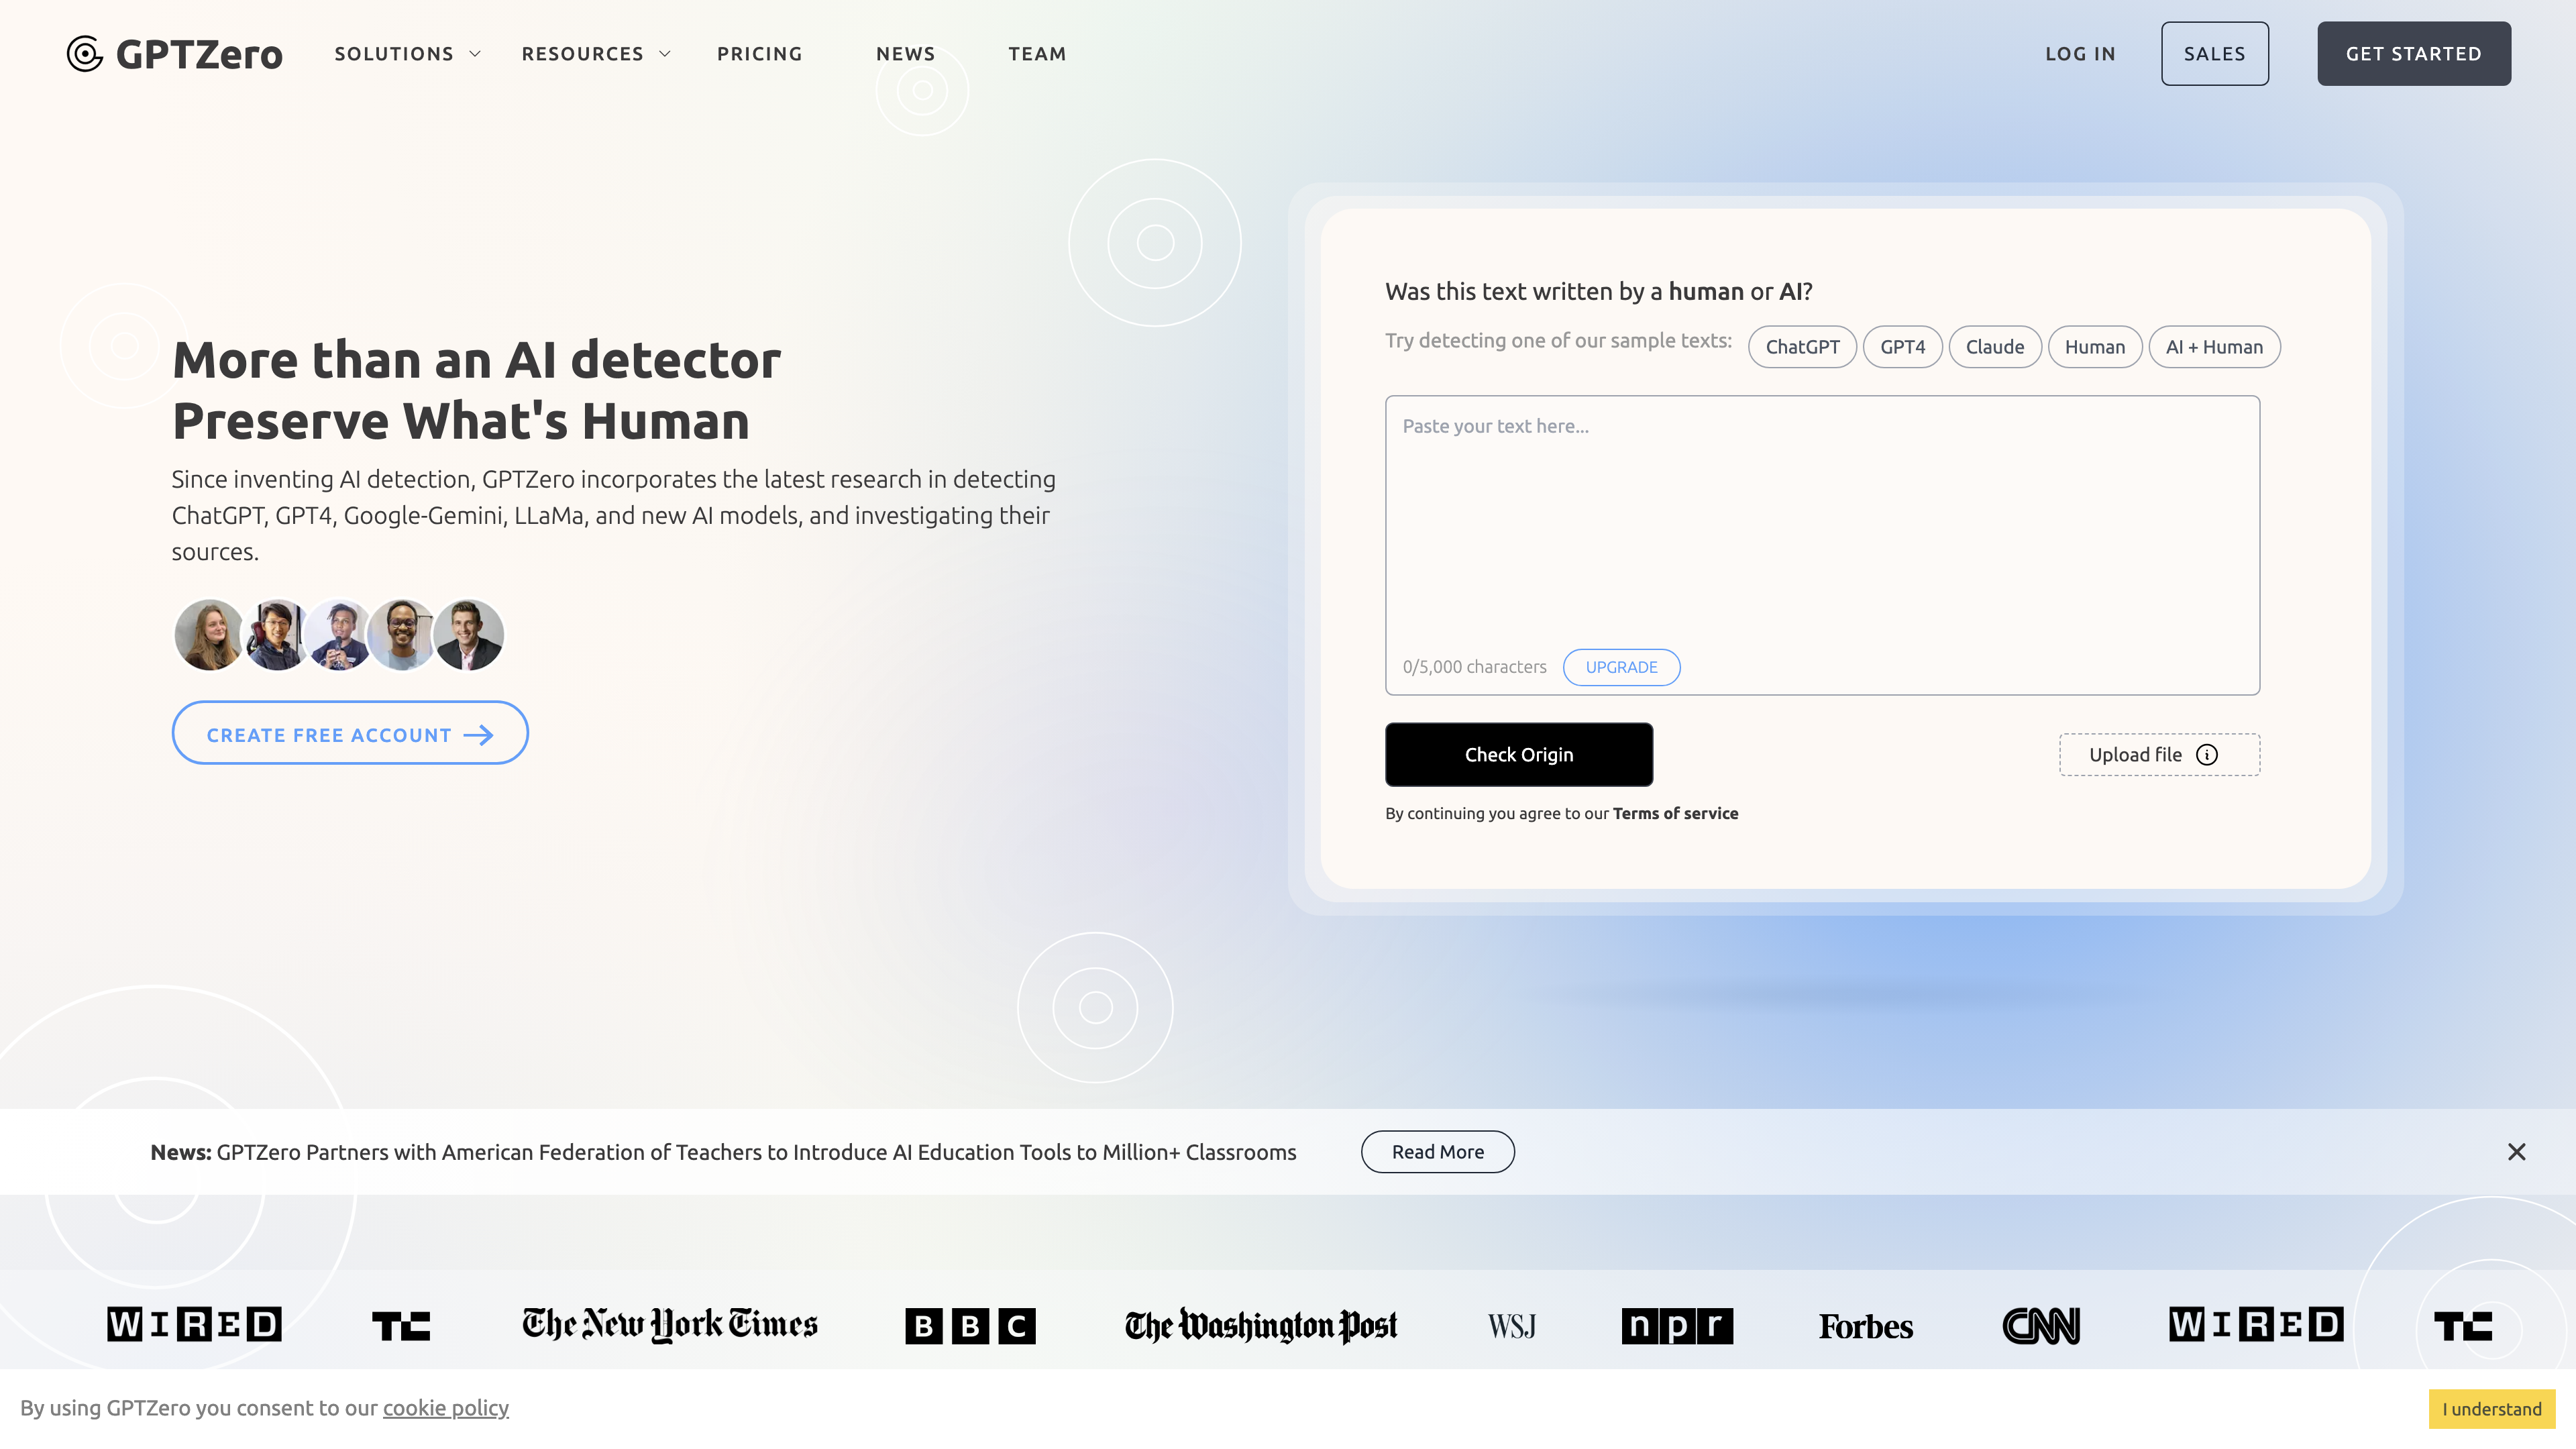 GPTZero SOLUTIONS RESOURCES PRICING NEWS TEAM LOG IN SALES GET STARTED
More than an AI detector
Preserve What's Human
Since inventing AI detection, GPTZero incorporates the latest research in detecting
ChatGPT, GPT4, Google-Gemini, LLaMa, and new AI models, and investigating their
sources.
CREATE FREE ACCOUNT
Was this text written by a human or AI?
Try detecting one of our sample texts: ChatGPT GPT4 Claude Human AI + Human
Paste your text here...
0/5,000 characters UPGRADE
Check Origin Upload file
By continuing you agree to our Terms of service
News: GPTZero Partners with American Federation of Teachers to Introduce AI Education Tools to Million+ Classrooms Read More
WIRED TC The New York Times BBC The Washington Post WSJ npr Forbes CNN WIRED TC
By using GPTZero you consent to our cookie policy I understand